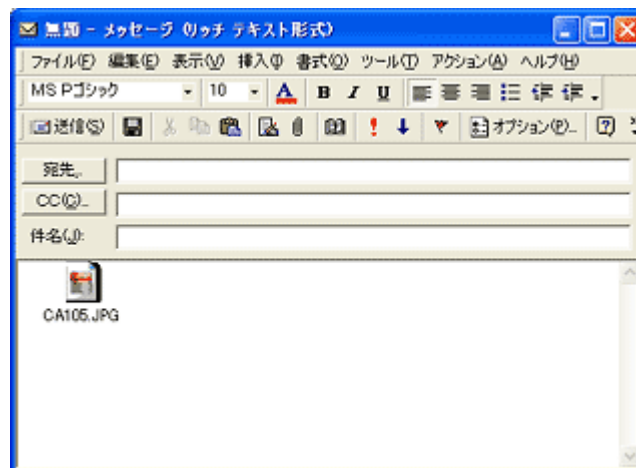 無題 - メッセージ (リッチ テキスト形式)
ファイル(F) 編集(E) 表示(V) 挿入(I) 書式(O) ツール(T) アクション(A) ヘルプ(H)
MS Pゴシック 10 A B I U
送信(S) オプション(P)...
宛先...
CC(C)...
件名(J):
CA105.JPG